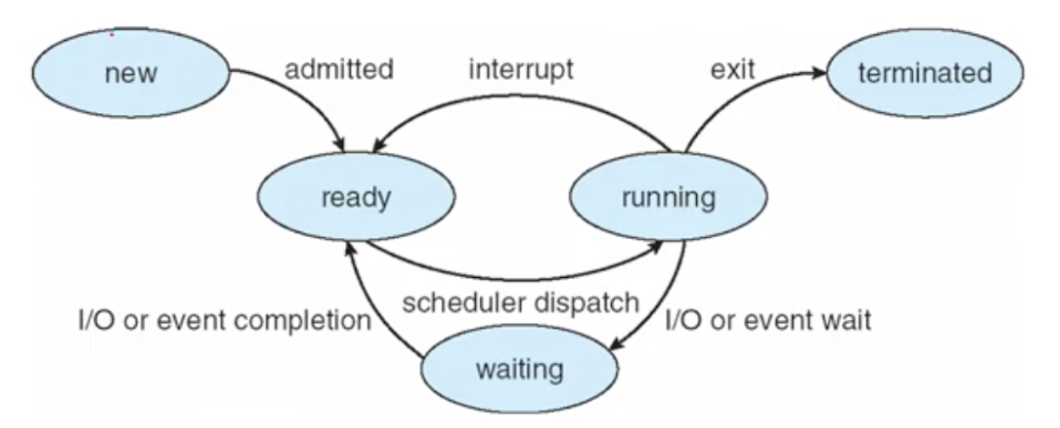 new
admitted
interrupt
exit
terminated
ready
running
scheduler dispatch
I/O or event completion
I/O or event wait
waiting